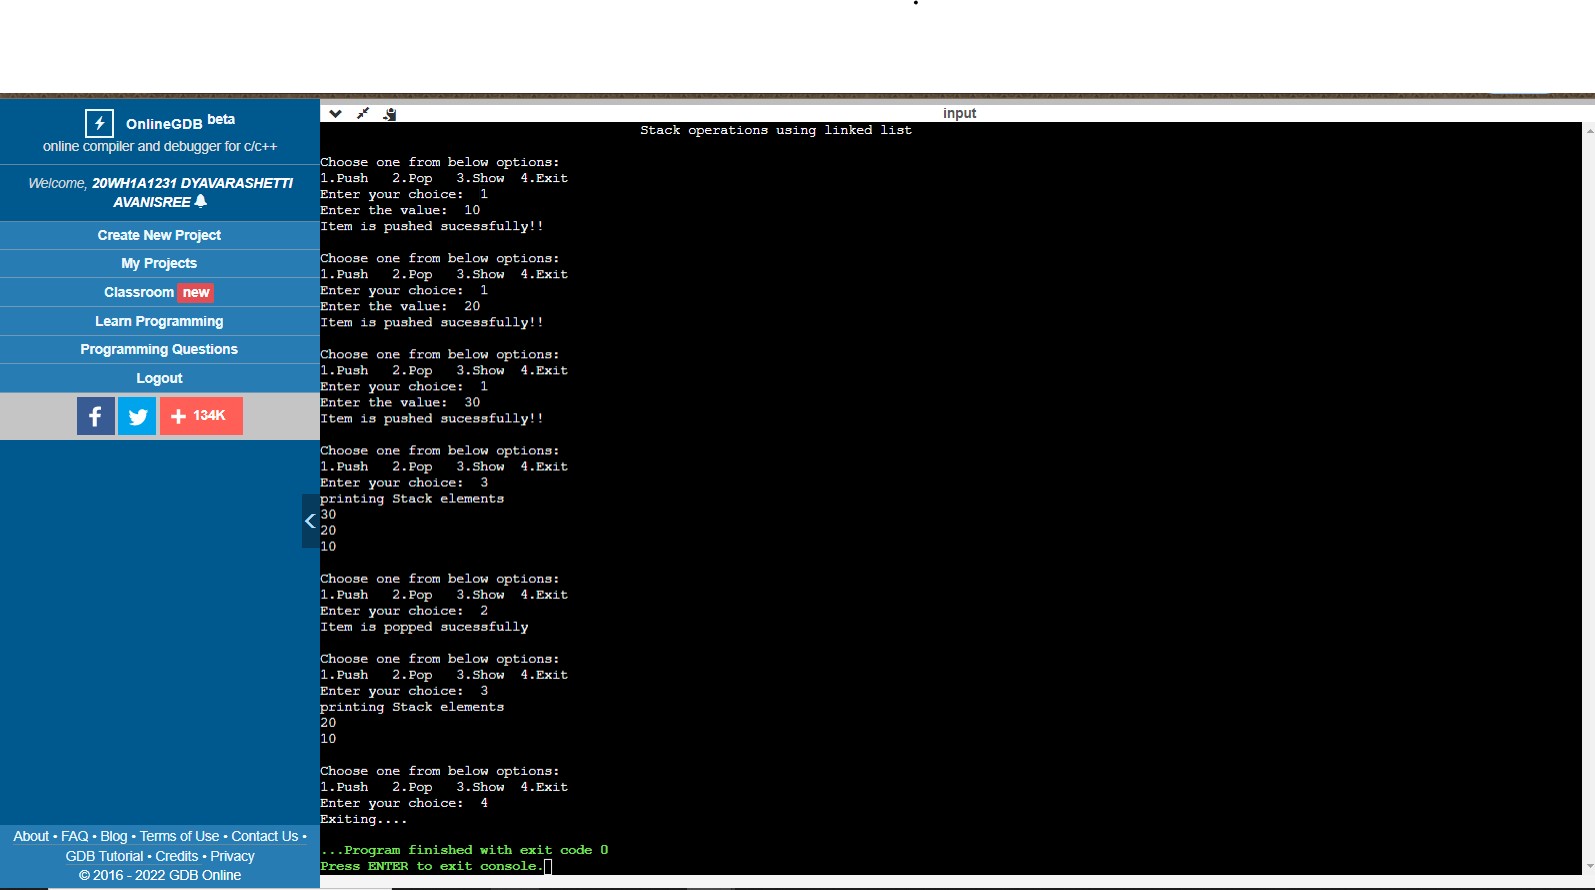 OnlineGDB beta
online compiler and debugger for c/c++
Welcome, 20WH1A1231 DYAVARASHETTI
AVANISREE
Create New Project
My Projects
Classroom new
Learn Programming
Programming Questions
Logout
134K
About • FAQ • Blog • Terms of Use • Contact Us •
GDB Tutorial • Credits • Privacy
© 2016 - 2022 GDB Online
input
Stack operations using linked list
Choose one from below options:
1.Push   2.Pop   3.Show  4.Exit
Enter your choice:  1
Enter the value:  10
Item is pushed sucessfully!!
Choose one from below options:
1.Push   2.Pop   3.Show  4.Exit
Enter your choice:  1
Enter the value:  20
Item is pushed sucessfully!!
Choose one from below options:
1.Push   2.Pop   3.Show  4.Exit
Enter your choice:  1
Enter the value:  30
Item is pushed sucessfully!!
Choose one from below options:
1.Push   2.Pop   3.Show  4.Exit
Enter your choice:  3
printing Stack elements
30
20
10
Choose one from below options:
1.Push   2.Pop   3.Show  4.Exit
Enter your choice:  2
Item is popped sucessfully
Choose one from below options:
1.Push   2.Pop   3.Show  4.Exit
Enter your choice:  3
printing Stack elements
20
10
Choose one from below options:
1.Push   2.Pop   3.Show  4.Exit
Enter your choice:  4
Exiting....
...Program finished with exit code 0
Press ENTER to exit console.